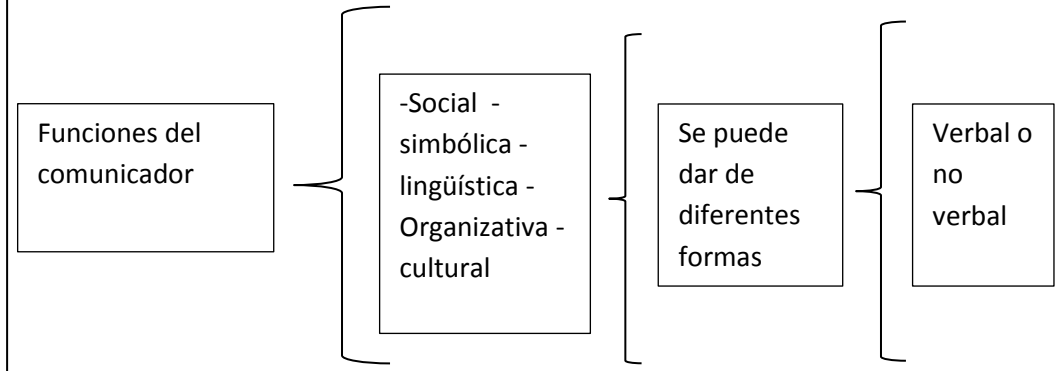 Funciones del
comunicador
-Social -
simbólica -
lingüística -
Organizativa -
cultural
Se puede
dar de
diferentes
formas
Verbal o
no
verbal